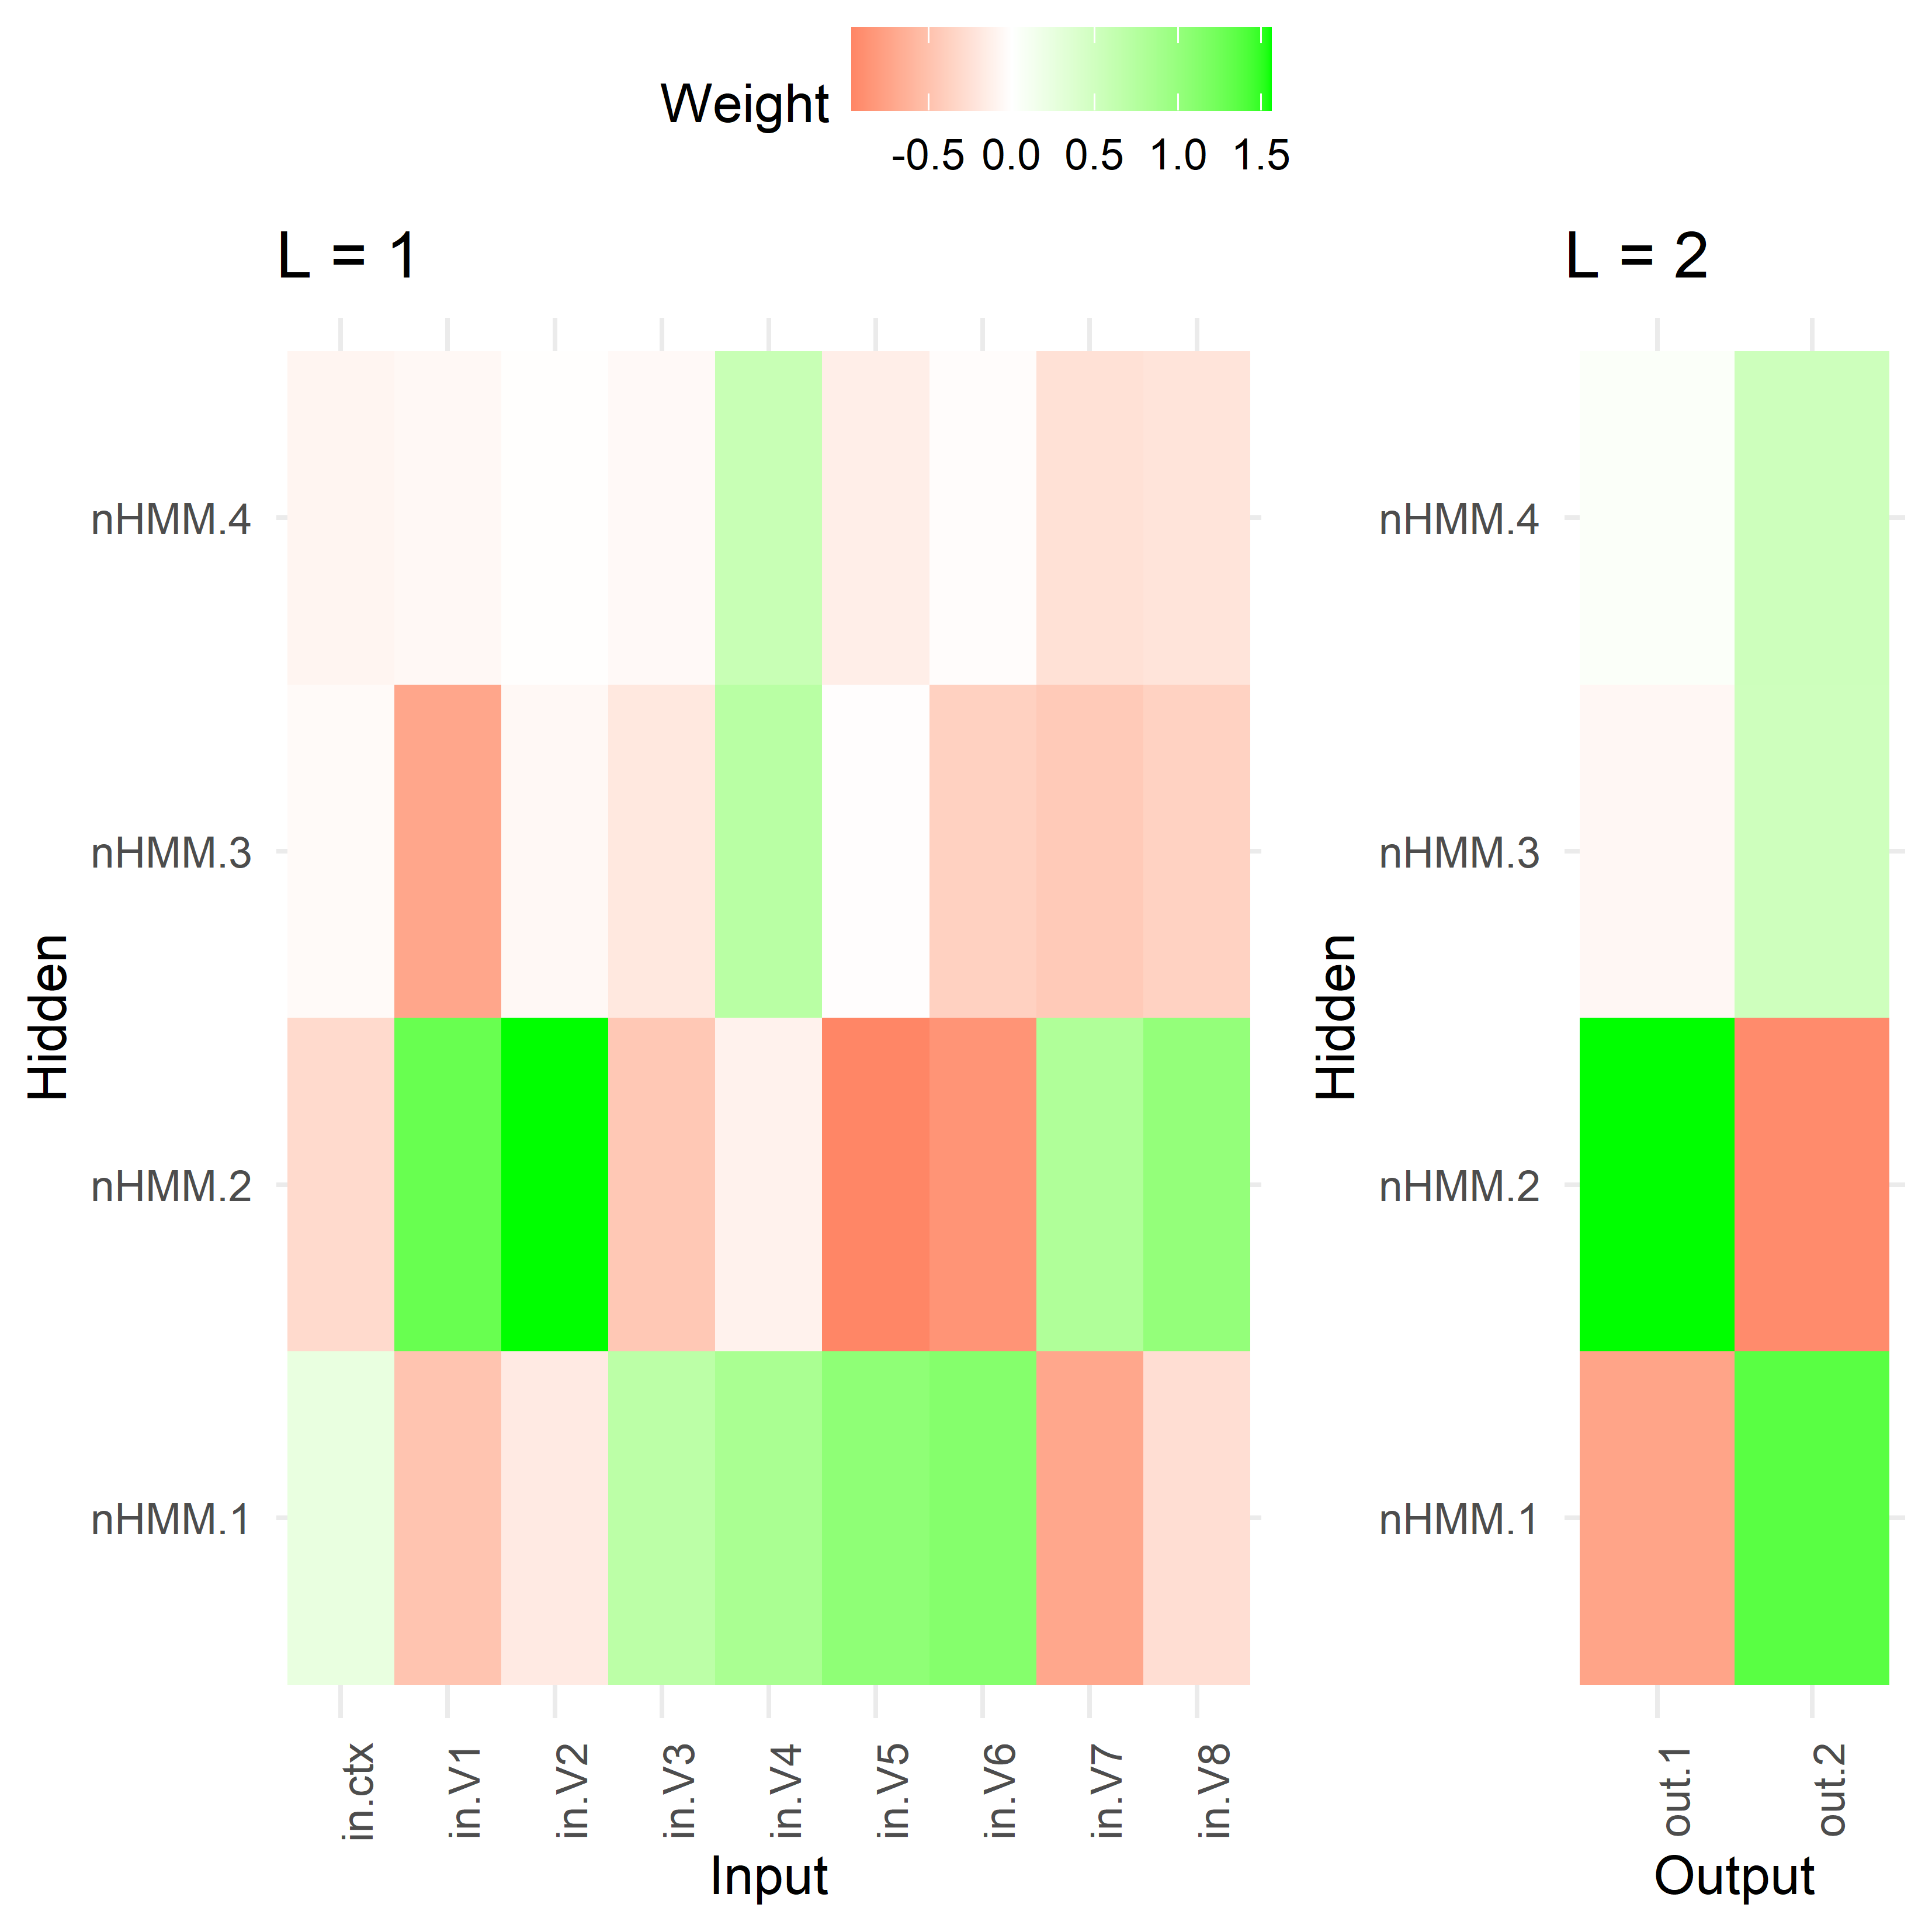 Weight
-0.5 0.0 0.5 1.0 1.5
L = 1
L = 2
Hidden
nHMM.4
nHMM.3
nHMM.2
nHMM.1
in.ctx in.V1 in.V2 in.V3 in.V4 in.V5 in.V6 in.V7 in.V8
Input
Hidden
nHMM.4
nHMM.3
nHMM.2
nHMM.1
out.1 out.2
Output